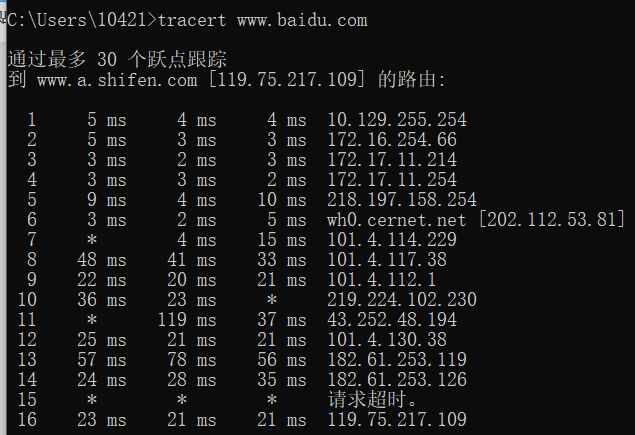 C:\Users\10421>tracert www.baidu.com
通过最多 30 个跃点跟踪
到 www.a.shifen.com [119.75.217.109] 的路由:
1 5 ms 4 ms 4 ms 10.129.255.254
2 5 ms 3 ms 3 ms 172.16.254.66
3 3 ms 2 ms 3 ms 172.17.11.214
4 3 ms 3 ms 2 ms 172.17.11.254
5 9 ms 4 ms 10 ms 218.197.158.254
6 3 ms 2 ms 5 ms wh0.cernet.net [202.112.53.81]
7 * 4 ms 15 ms 101.4.114.229
8 48 ms 41 ms 33 ms 101.4.117.38
9 22 ms 20 ms 21 ms 101.4.112.1
10 36 ms 23 ms * 219.224.102.230
11 * 119 ms 37 ms 43.252.48.194
12 25 ms 21 ms 21 ms 101.4.130.38
13 57 ms 78 ms 56 ms 182.61.253.119
14 24 ms 28 ms 35 ms 182.61.253.126
15 * * * 请求超时。
16 23 ms 21 ms 21 ms 119.75.217.109